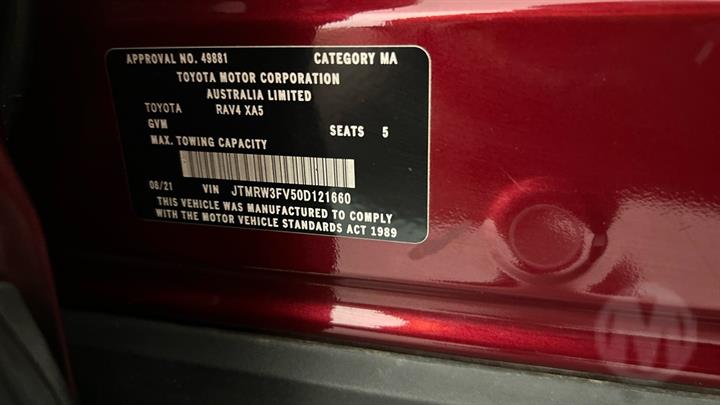 APPROVAL NO. 49881 CATEGORY MA
TOYOTA MOTOR CORPORATION
AUSTRALIA LIMITED
TOYOTA RAV4 XA5
GVM SEATS 5
MAX. TOWING CAPACITY
08/21 VIN JTMRW3FV50D121660
THIS VEHICLE WAS MANUFACTURED TO COMPLY
WITH THE MOTOR VEHICLE STANDARDS ACT 1989
M